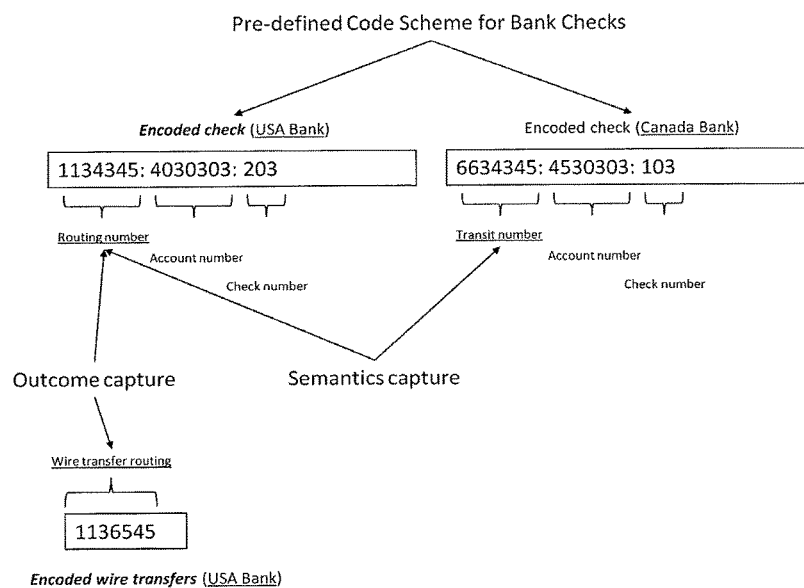 Pre-defined Code Scheme for Bank Checks
Encoded check (USA Bank)
Encoded check (Canada Bank)
1134345: 4030303: 203
6634345: 4530303: 103
Routing number
Account number
Check number
Transit number
Account number
Check number
Outcome capture
Semantics capture
Wire transfer routing
1136545
Encoded wire transfers (USA Bank)